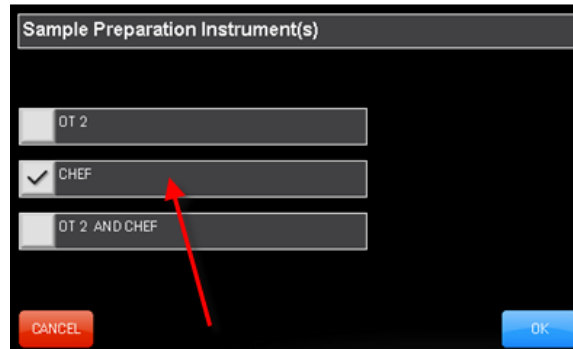 Sample Preparation Instrument(s)
OT 2
CHEF
OT 2 AND CHEF
CANCEL
OK